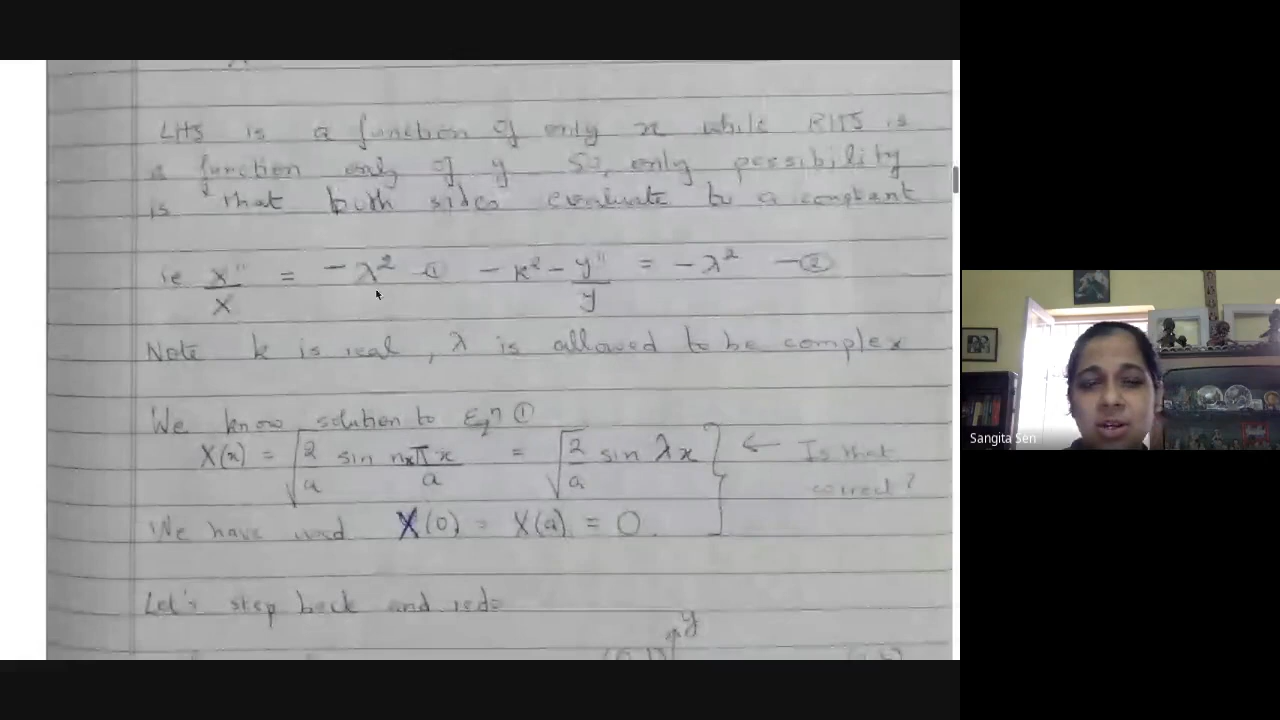 LHS is a function of only x while RHS is
a function only of y So, only possibility
is that both sides evaluate to a constant
ie X''/X = -λ² -① -k² - y''/y = -λ² -②
Note k is real, λ is allowed to be complex
We know solution to Eqn ①
X(x) = √(2/a) sin nₓπx/a = √(2/a) sin λx ← Is that
correct?
We have used X(0) = X(a) = 0.
Let's step back and redo
y
Sangita Sen